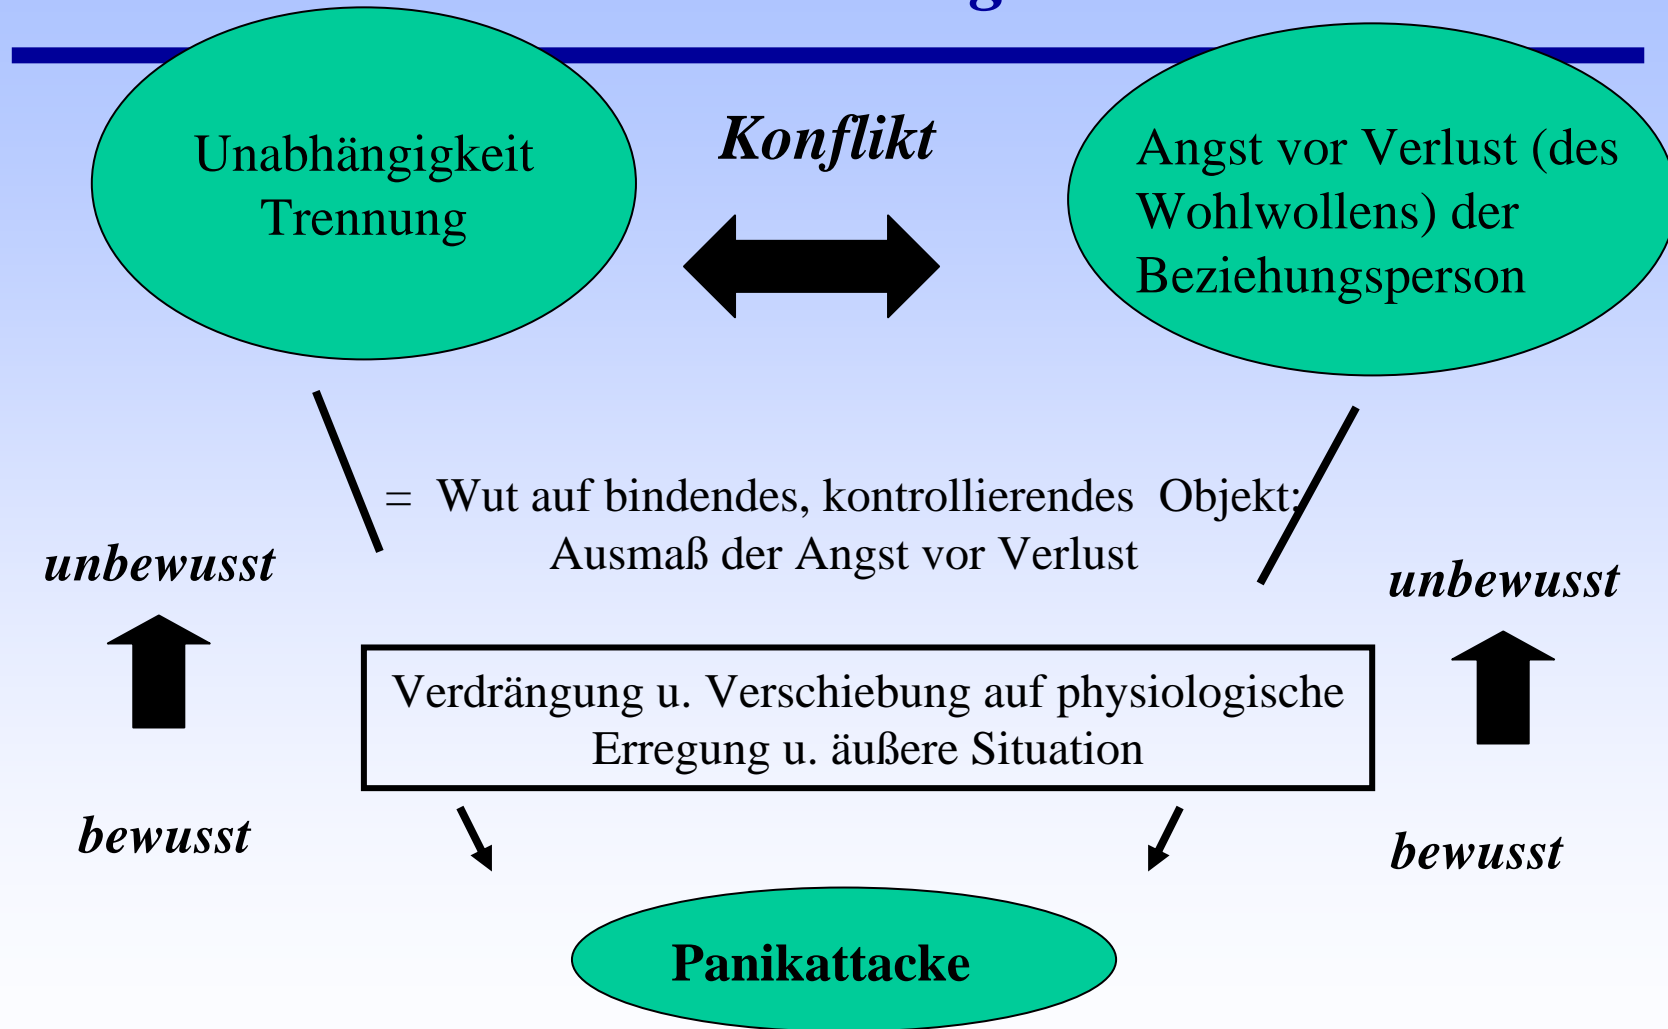 Unabhängigkeit
Trennung
Konflikt
Angst vor Verlust (des
Wohlwollens) der
Beziehungsperson
= Wut auf bindendes, kontrollierendes Objekt:
Ausmaß der Angst vor Verlust
unbewusst
unbewusst
Verdrängung u. Verschiebung auf physiologische
Erregung u. äußere Situation
bewusst
bewusst
Panikattacke